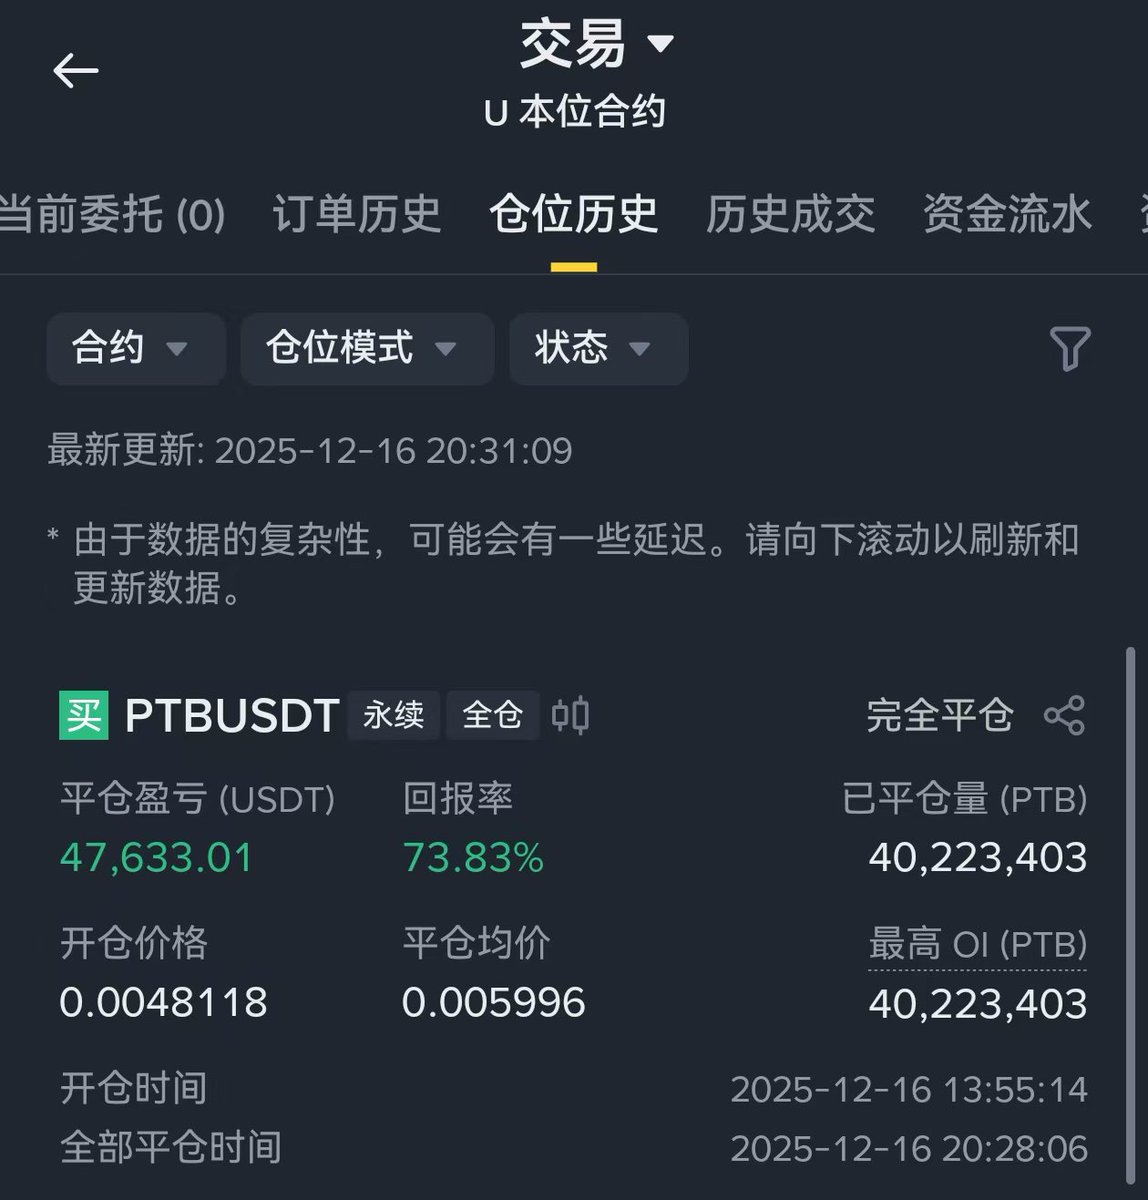 交易
U 本位合约
当前委托 (0) 订单历史 仓位历史 历史成交 资金流水
合约 仓位模式 状态
最新更新: 2025-12-16 20:31:09
* 由于数据的复杂性，可能会有一些延迟。请向下滚动以刷新和
更新数据。
买 PTBUSDT 永续 全仓 完全平仓
平仓盈亏 (USDT) 回报率 已平仓量 (PTB)
47,633.01 73.83% 40,223,403
开仓价格 平仓均价 最高 OI (PTB)
0.0048118 0.005996 40,223,403
开仓时间 2025-12-16 13:55:14
全部平仓时间 2025-12-16 20:28:06